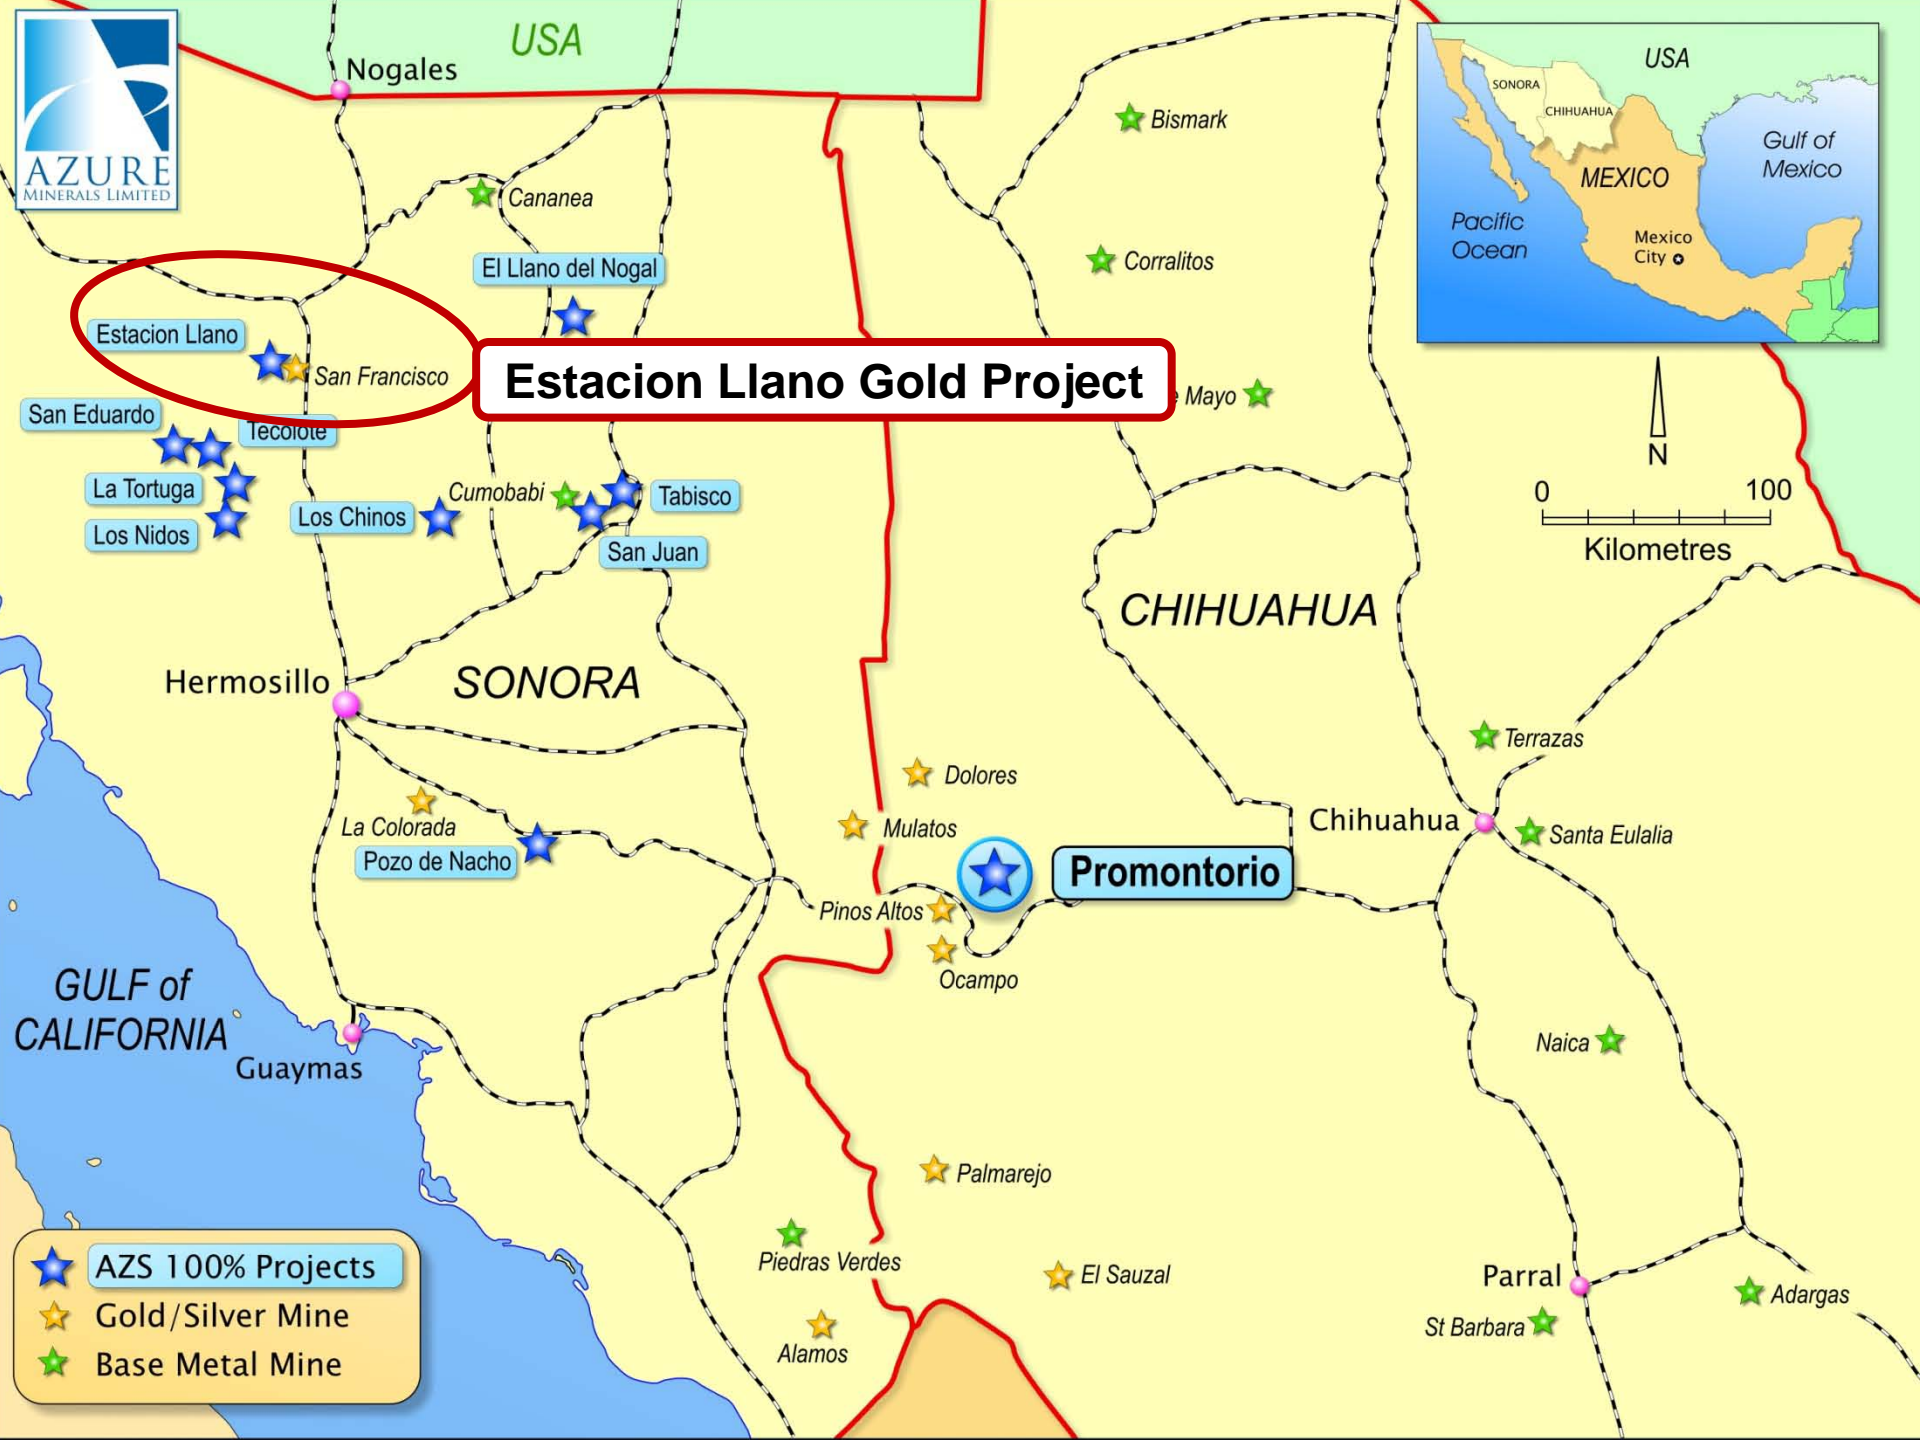 AZURE
MINERALS LIMITED
USA
Nogales
Bismark
USA
SONORA
CHIHUAHUA
Gulf of
Mexico
MEXICO
Pacific
Ocean
Mexico
City
Cananea
El Llano del Nogal
Corralitos
Estacion Llano
San Francisco
Estacion Llano Gold Project
Mayo
San Eduardo
Tecolote
La Tortuga
Los Nidos
Los Chinos
Cumobabi
Tabisco
San Juan
N
0
100
Kilometres
CHIHUAHUA
Hermosillo
SONORA
Terrazas
Dolores
Mulatos
La Colorada
Pozo de Nacho
Chihuahua
Santa Eulalia
Promontorio
Pinos Altos
Ocampo
GULF of
CALIFORNIA
Guaymas
Naica
Palmarejo
Piedras Verdes
El Sauzal
Alamos
Parral
Adargas
St Barbara
AZS 100% Projects
Gold/Silver Mine
Base Metal Mine